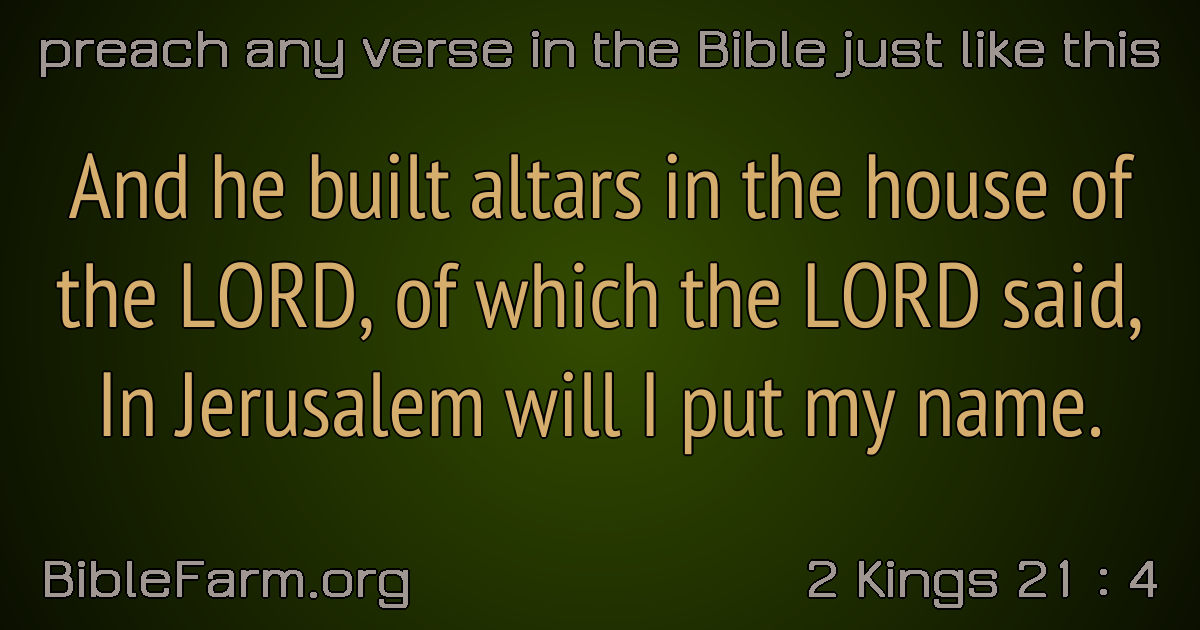 preach any verse in the Bible just like this
And he built altars in the house of
the LORD, of which the LORD said,
In Jerusalem will I put my name.
BibleFarm.org
2 Kings 21 : 4